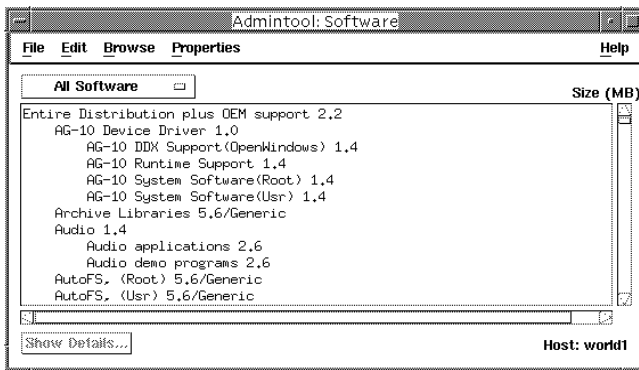 Admintool: Software
File Edit Browse Properties Help
All Software
Size (MB)
Entire Distribution plus OEM support 2.2
AG-10 Device Driver 1.0
AG-10 DDX Support(OpenWindows) 1.4
AG-10 Runtime Support 1.4
AG-10 System Software(Root) 1.4
AG-10 System Software(Usr) 1.4
Archive Libraries 5.6/Generic
Audio 1.4
Audio applications 2.6
Audio demo programs 2.6
AutoFS, (Root) 5.6/Generic
AutoFS, (Usr) 5.6/Generic
Show Details...
Host: world1